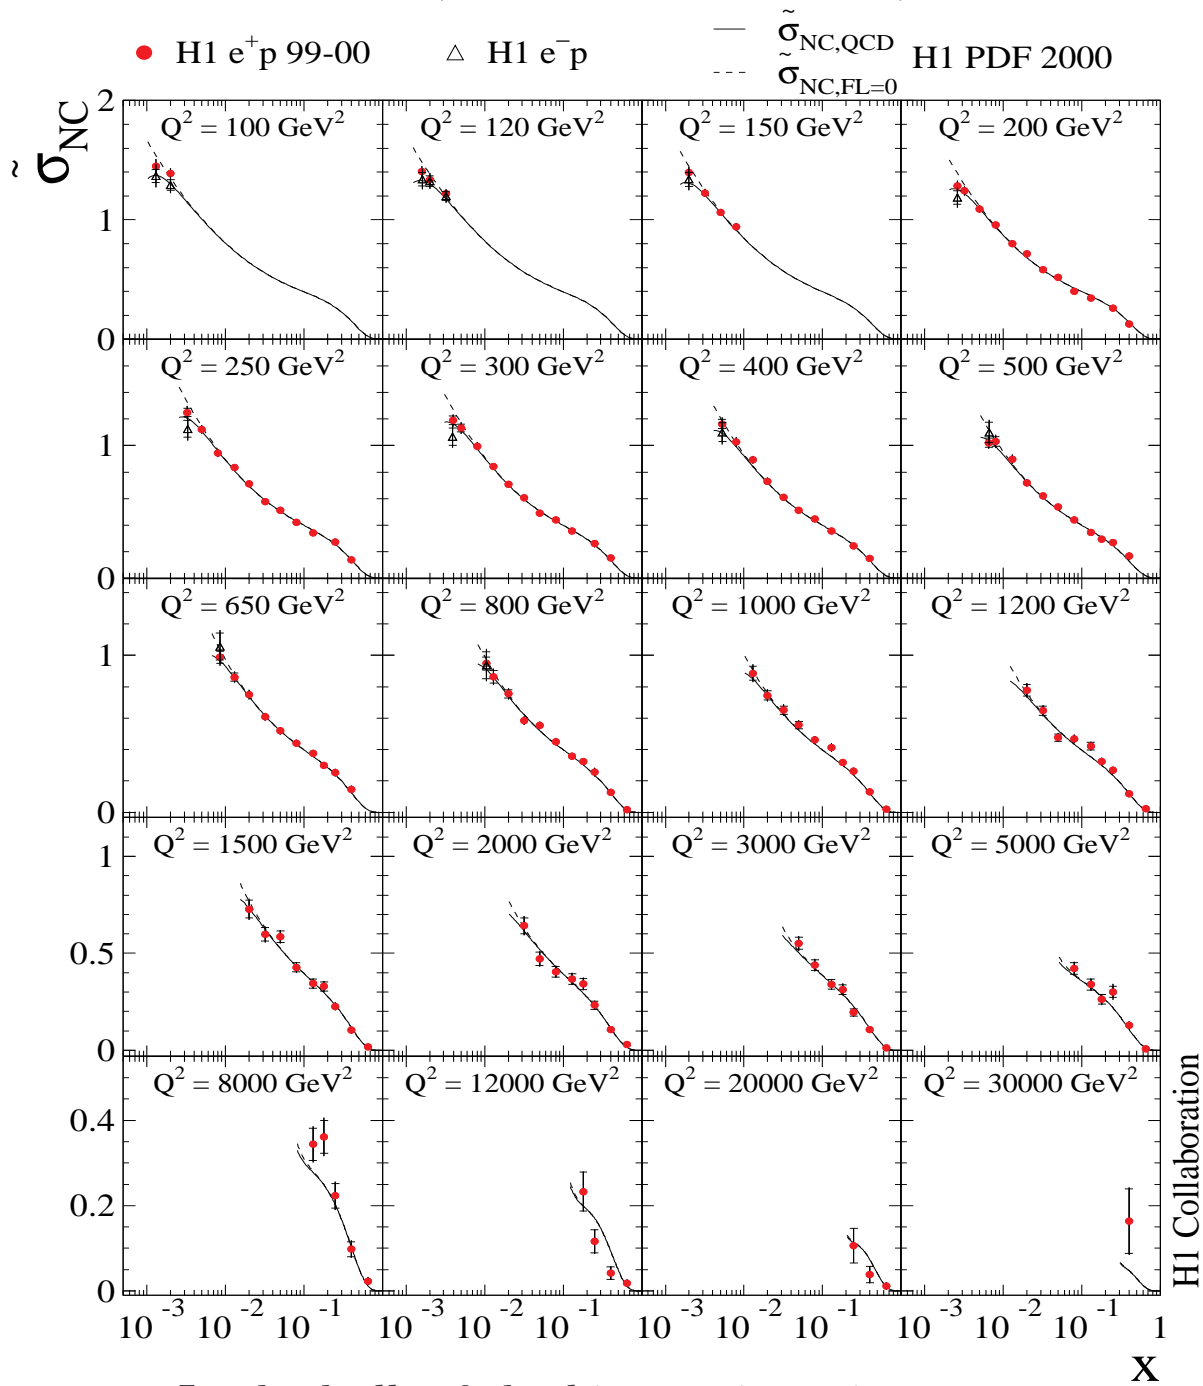 H1 e⁺p 99-00 H1 e⁻p σ̃NC,QCD H1 PDF 2000
σ̃NC,FL=0
σ̃NC
Q² = 100 GeV² Q² = 120 GeV² Q² = 150 GeV² Q² = 200 GeV²
2
1
0
Q² = 250 GeV² Q² = 300 GeV² Q² = 400 GeV² Q² = 500 GeV²
1
0
Q² = 650 GeV² Q² = 800 GeV² Q² = 1000 GeV² Q² = 1200 GeV²
1
0
Q² = 1500 GeV² Q² = 2000 GeV² Q² = 3000 GeV² Q² = 5000 GeV²
1
0.5
0
Q² = 8000 GeV² Q² = 12000 GeV² Q² = 20000 GeV² Q² = 30000 GeV²
0.4
0.2
0
10⁻³ 10⁻² 10⁻¹ 10⁻³ 10⁻² 10⁻¹ 10⁻³ 10⁻² 10⁻¹ 10⁻³ 10⁻² 10⁻¹ 1
x
H1 Collaboration